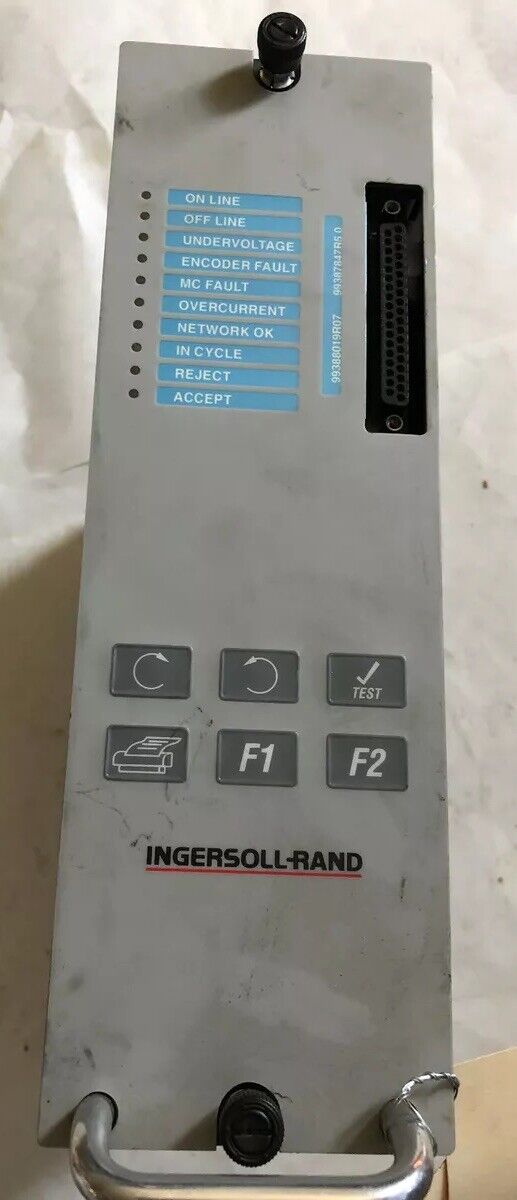 ON LINE
OFF LINE
UNDERVOLTAGE
ENCODER FAULT
MC FAULT
OVERCURRENT
NETWORK OK
IN CYCLE
REJECT
ACCEPT
99388019R07 99387847R5.0
TEST
F1
F2
INGERSOLL-RAND